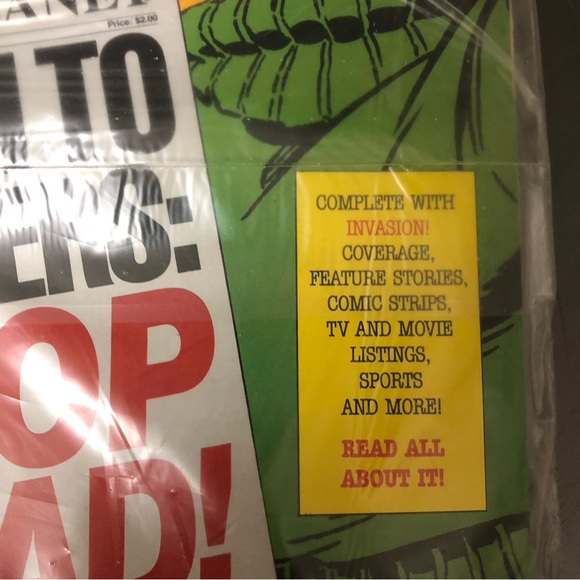 ANET
Price: $2.00
TO
ERS:
OP
AD!
COMPLETE WITH
INVASION!
COVERAGE,
FEATURE STORIES,
COMIC STRIPS,
TV AND MOVIE
LISTINGS,
SPORTS
AND MORE!
READ ALL
ABOUT IT!